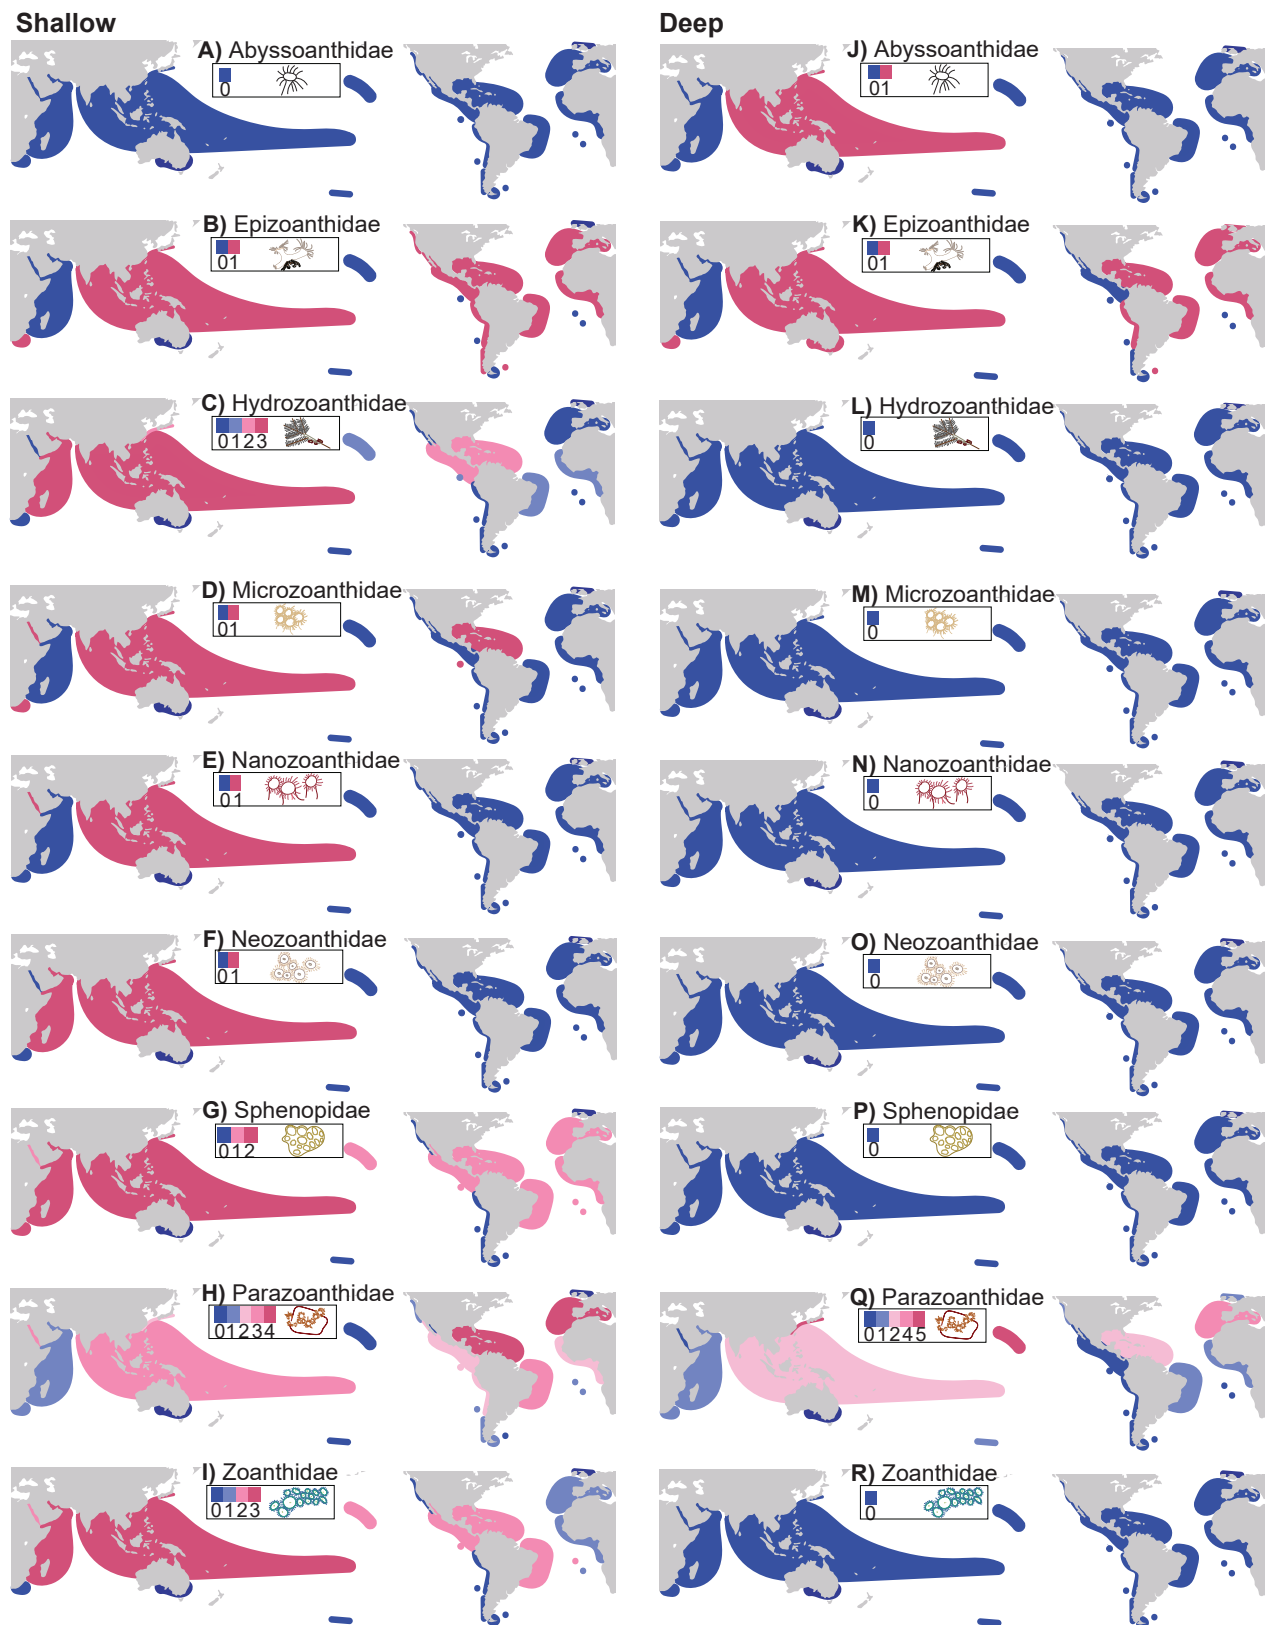 Shallow
Deep
A) Abyssoanthidae
0
J) Abyssoanthidae
01
B) Epizoanthidae
01
K) Epizoanthidae
01
C) Hydrozoanthidae
0123
L) Hydrozoanthidae
0
D) Microzoanthidae
01
M) Microzoanthidae
0
E) Nanozoanthidae
01
N) Nanozoanthidae
0
F) Neozoanthidae
01
O) Neozoanthidae
0
G) Sphenopidae
012
P) Sphenopidae
0
H) Parazoanthidae
01234
Q) Parazoanthidae
01245
I) Zoanthidae
0123
R) Zoanthidae
0